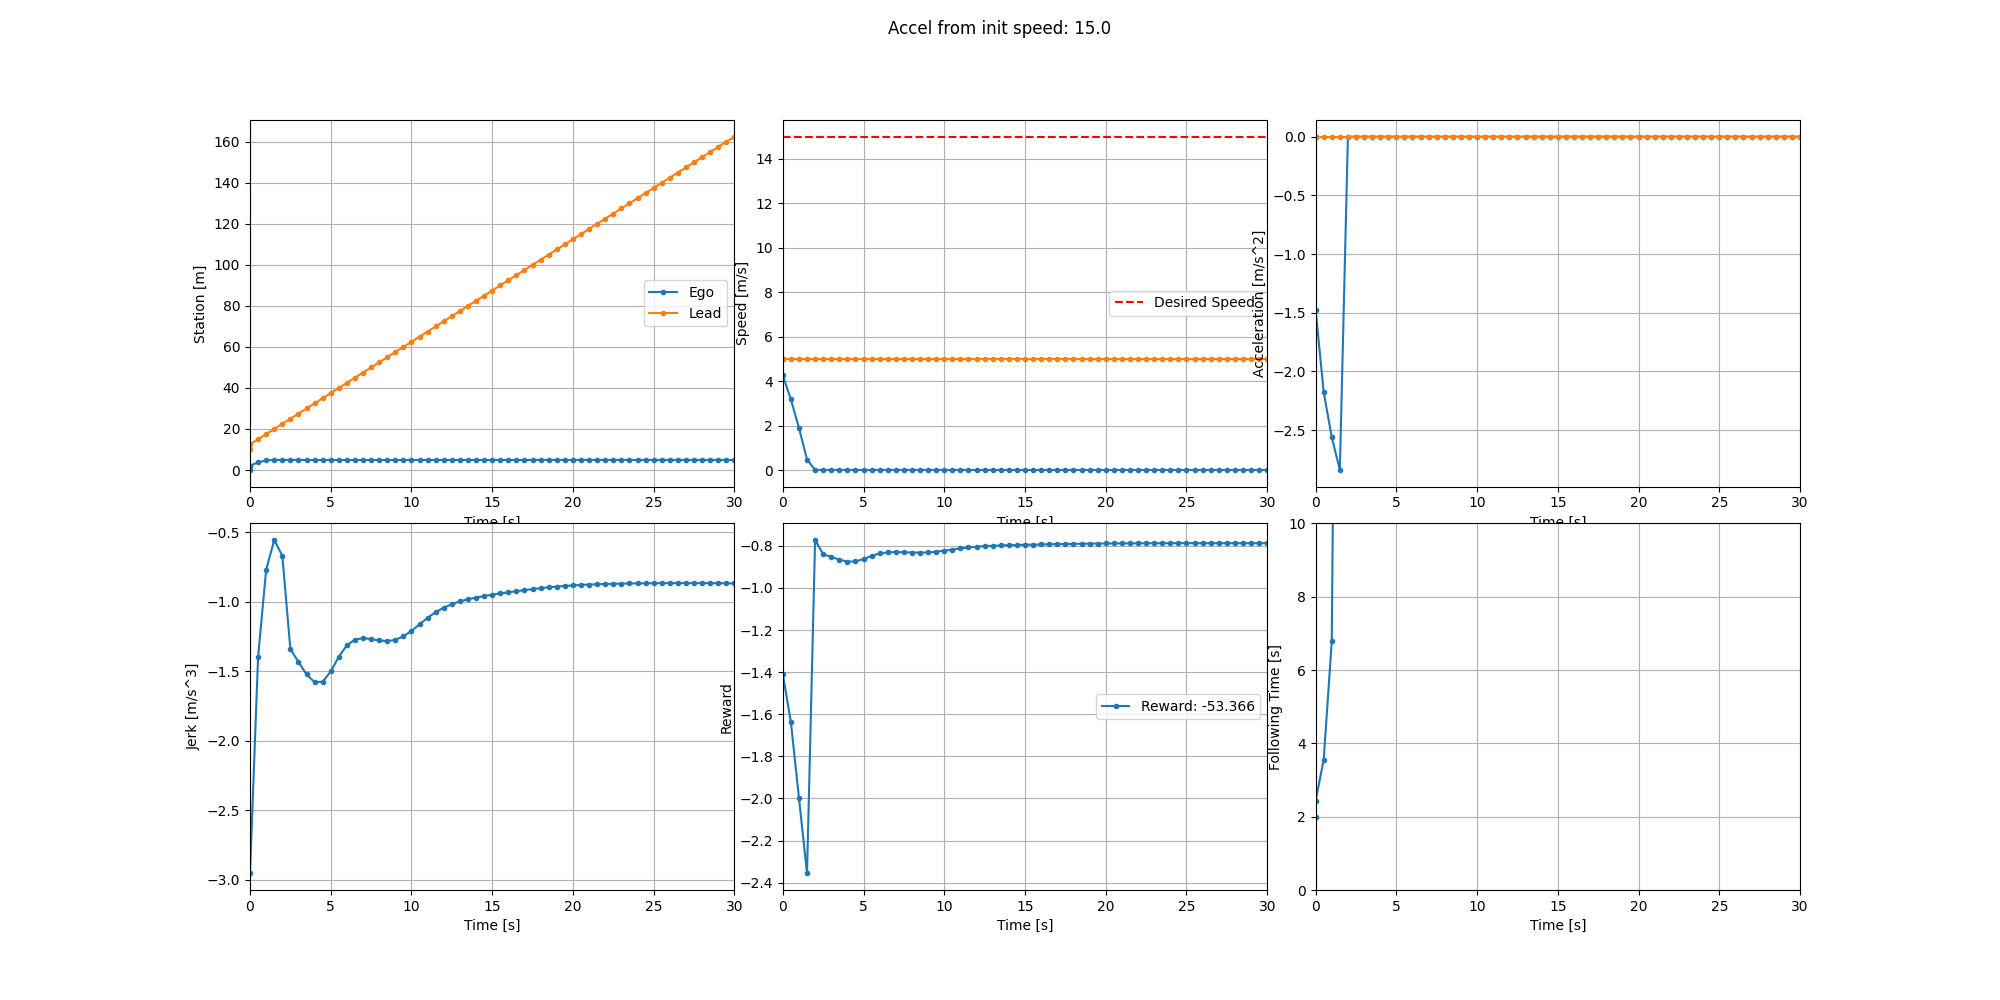 Accel from init speed: 15.0
160
140
120
100
80
60
40
20
0
Station [m]
Ego
Lead
0 5 10 15 20 25 30
Time [s]
14
12
10
8
6
4
2
0
Speed [m/s]
Desired Speed
0 5 10 15 20 25 30
Time [s]
0.0
−0.5
−1.0
−1.5
−2.0
−2.5
Acceleration [m/s^2]
0 5 10 15 20 25 30
Time [s]
−0.5
−1.0
−1.5
−2.0
−2.5
−3.0
Jerk [m/s^3]
0 5 10 15 20 25 30
Time [s]
−0.8
−1.0
−1.2
−1.4
−1.6
−1.8
−2.0
−2.2
−2.4
Reward
Reward: -53.366
0 5 10 15 20 25 30
Time [s]
10
8
6
4
2
0
Following Time [s]
0 5 10 15 20 25 30
Time [s]